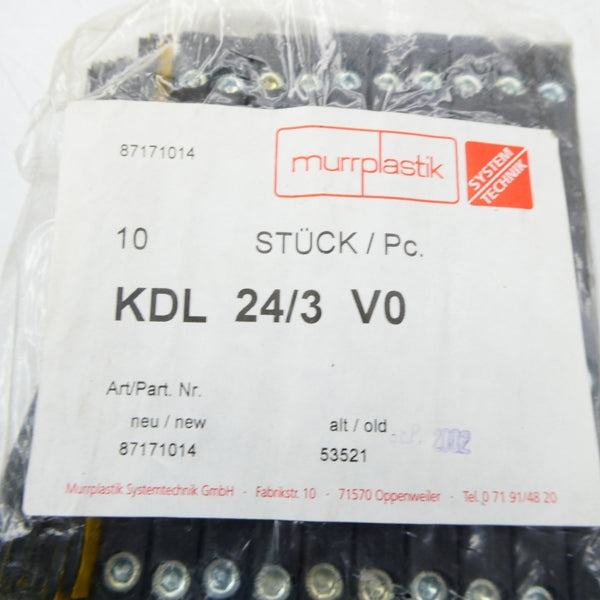 87171014
murrplastik
SYSTEM
TECHNIK
10 STÜCK / Pc.
KDL 24/3 V0
Art/Part. Nr.
neu / new alt / old
87171014 53521
2002
Murrplastik Systemtechnik GmbH · Fabrikstr. 10 · 71570 Oppenweiler · Tel. 0 71 91/48 20